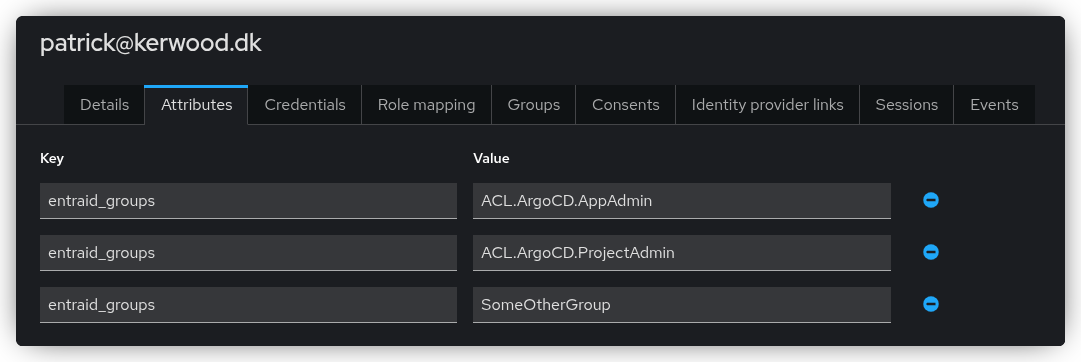 patrick@kerwood.dk
Details Attributes Credentials Role mapping Groups Consents Identity provider links Sessions Events
Key Value
entraid_groups ACL.ArgoCD.AppAdmin
entraid_groups ACL.ArgoCD.ProjectAdmin
entraid_groups SomeOtherGroup